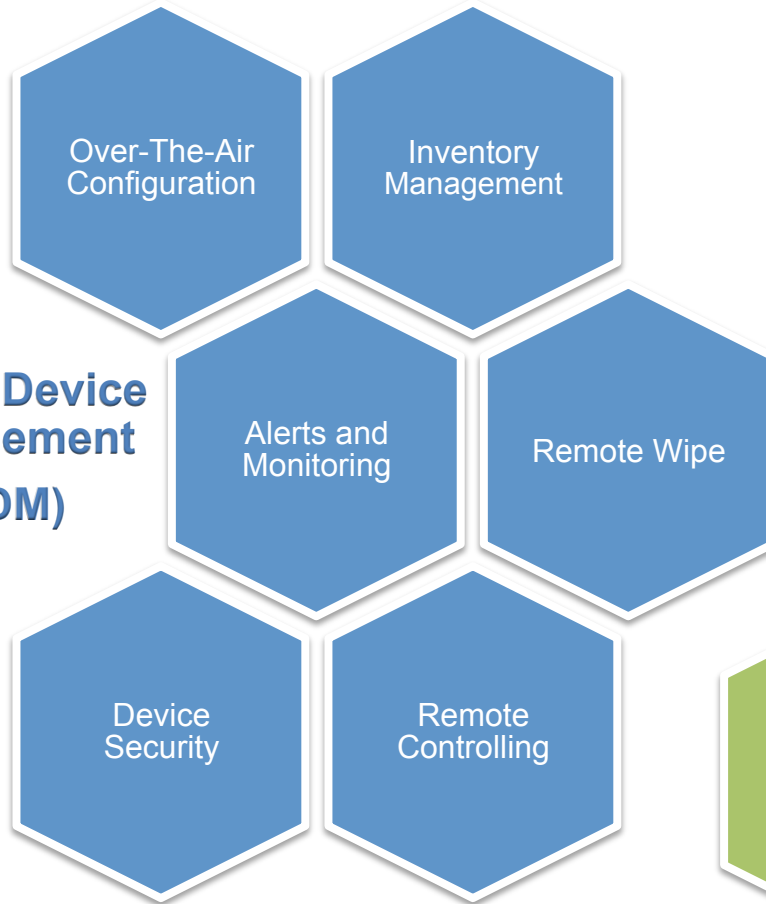 Over-The-Air
Configuration
Inventory
Management
Device
ement
DM)
Alerts and
Monitoring
Remote Wipe
Device
Security
Remote
Controlling